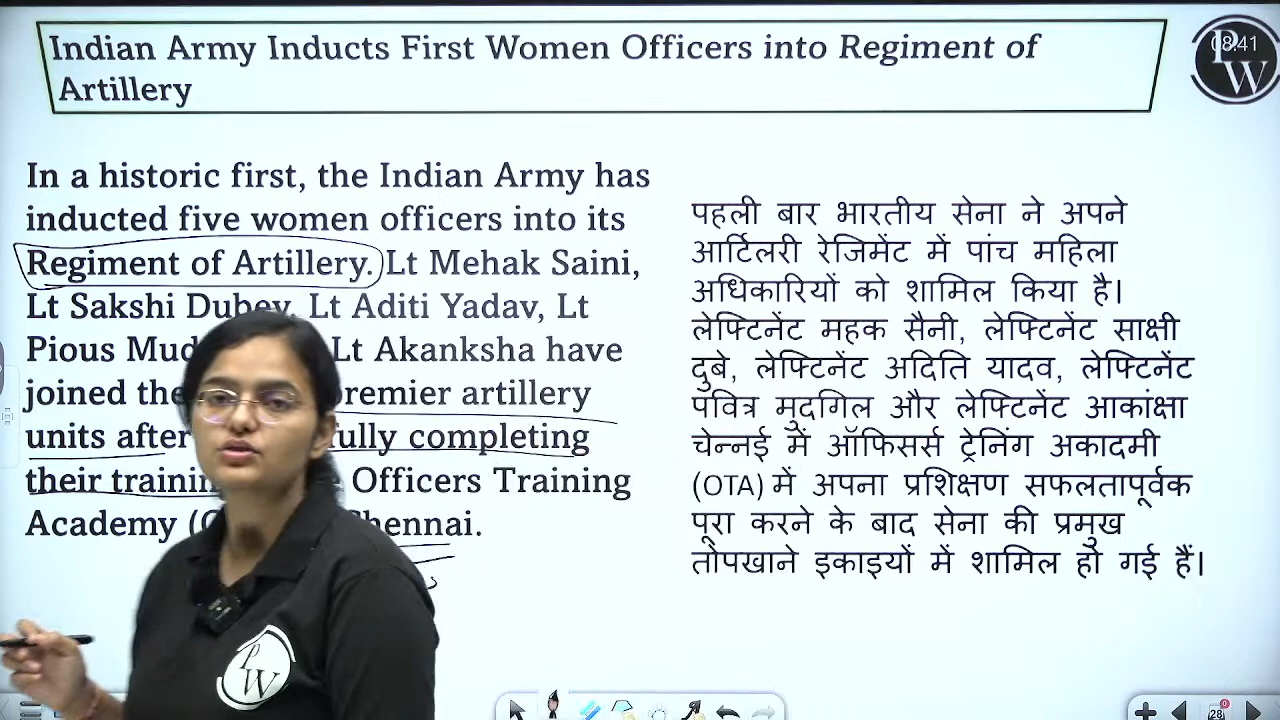 Indian Army Inducts First Women Officers into Regiment of
Artillery
08:41
PW
In a historic first, the Indian Army has
inducted five women officers into its
Regiment of Artillery. Lt Mehak Saini,
Lt Sakshi Dubey, Lt Aditi Yadav, Lt
Pious Lt Akanksha have
joined the premier artillery
units after completing
their Officers Training
Academy Chennai.
पहली बार भारतीय सेना ने अपने
आर्टिलरी रेजिमेंट में पांच महिला
अधिकारियों को शामिल किया है।
लेफ्टिनेंट महक सैनी, लेफ्टिनेंट साक्षी
दुबे, लेफ्टिनेंट अदिति यादव, लेफ्टिनेंट
पवित्र मुदगिल और लेफ्टिनेंट आकांक्षा
चेन्नई में ऑफिसर्स ट्रेनिंग अकादमी
(OTA) में अपना प्रशिक्षण सफलतापूर्वक
पूरा करने के बाद सेना की प्रमुख
तोपखाने इकाइयों में शामिल हो गई हैं।
PW
28